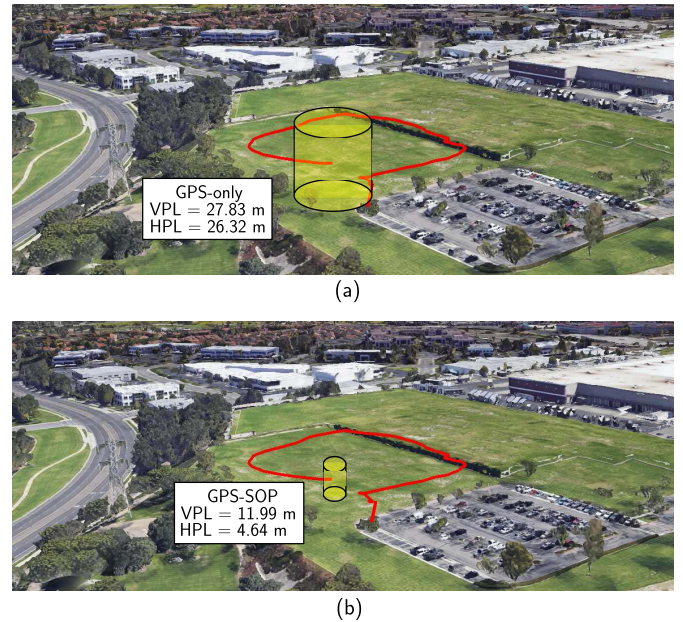 GPS-only
VPL = 27.83 m
HPL = 26.32 m
(a)
GPS-SOP
VPL = 11.99 m
HPL = 4.64 m
(b)